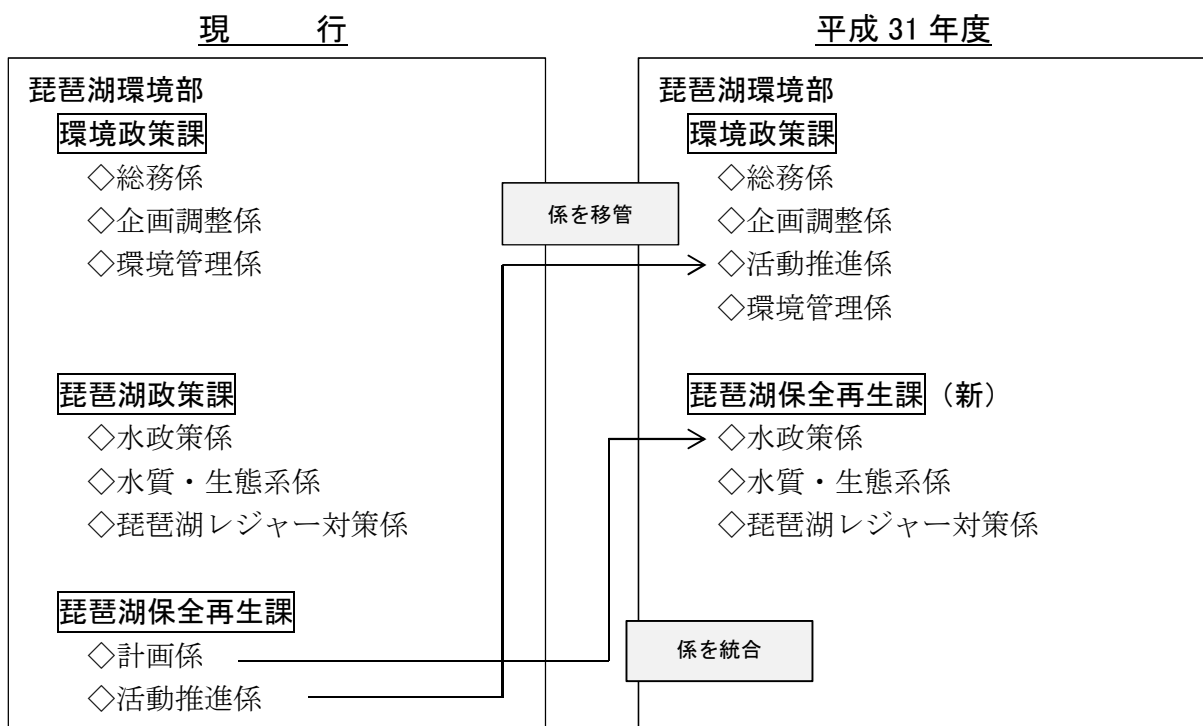 現　　　行
琵琶湖環境部
環境政策課
◇総務係
◇企画調整係
◇環境管理係
琵琶湖政策課
◇水政策係
◇水質・生態系係
◇琵琶湖レジャー対策係
琵琶湖保全再生課
◇計画係
◇活動推進係
係を移管
係を統合
平成 31 年度
琵琶湖環境部
環境政策課
◇総務係
◇企画調整係
◇活動推進係
◇環境管理係
琵琶湖保全再生課（新）
◇水政策係
◇水質・生態系係
◇琵琶湖レジャー対策係